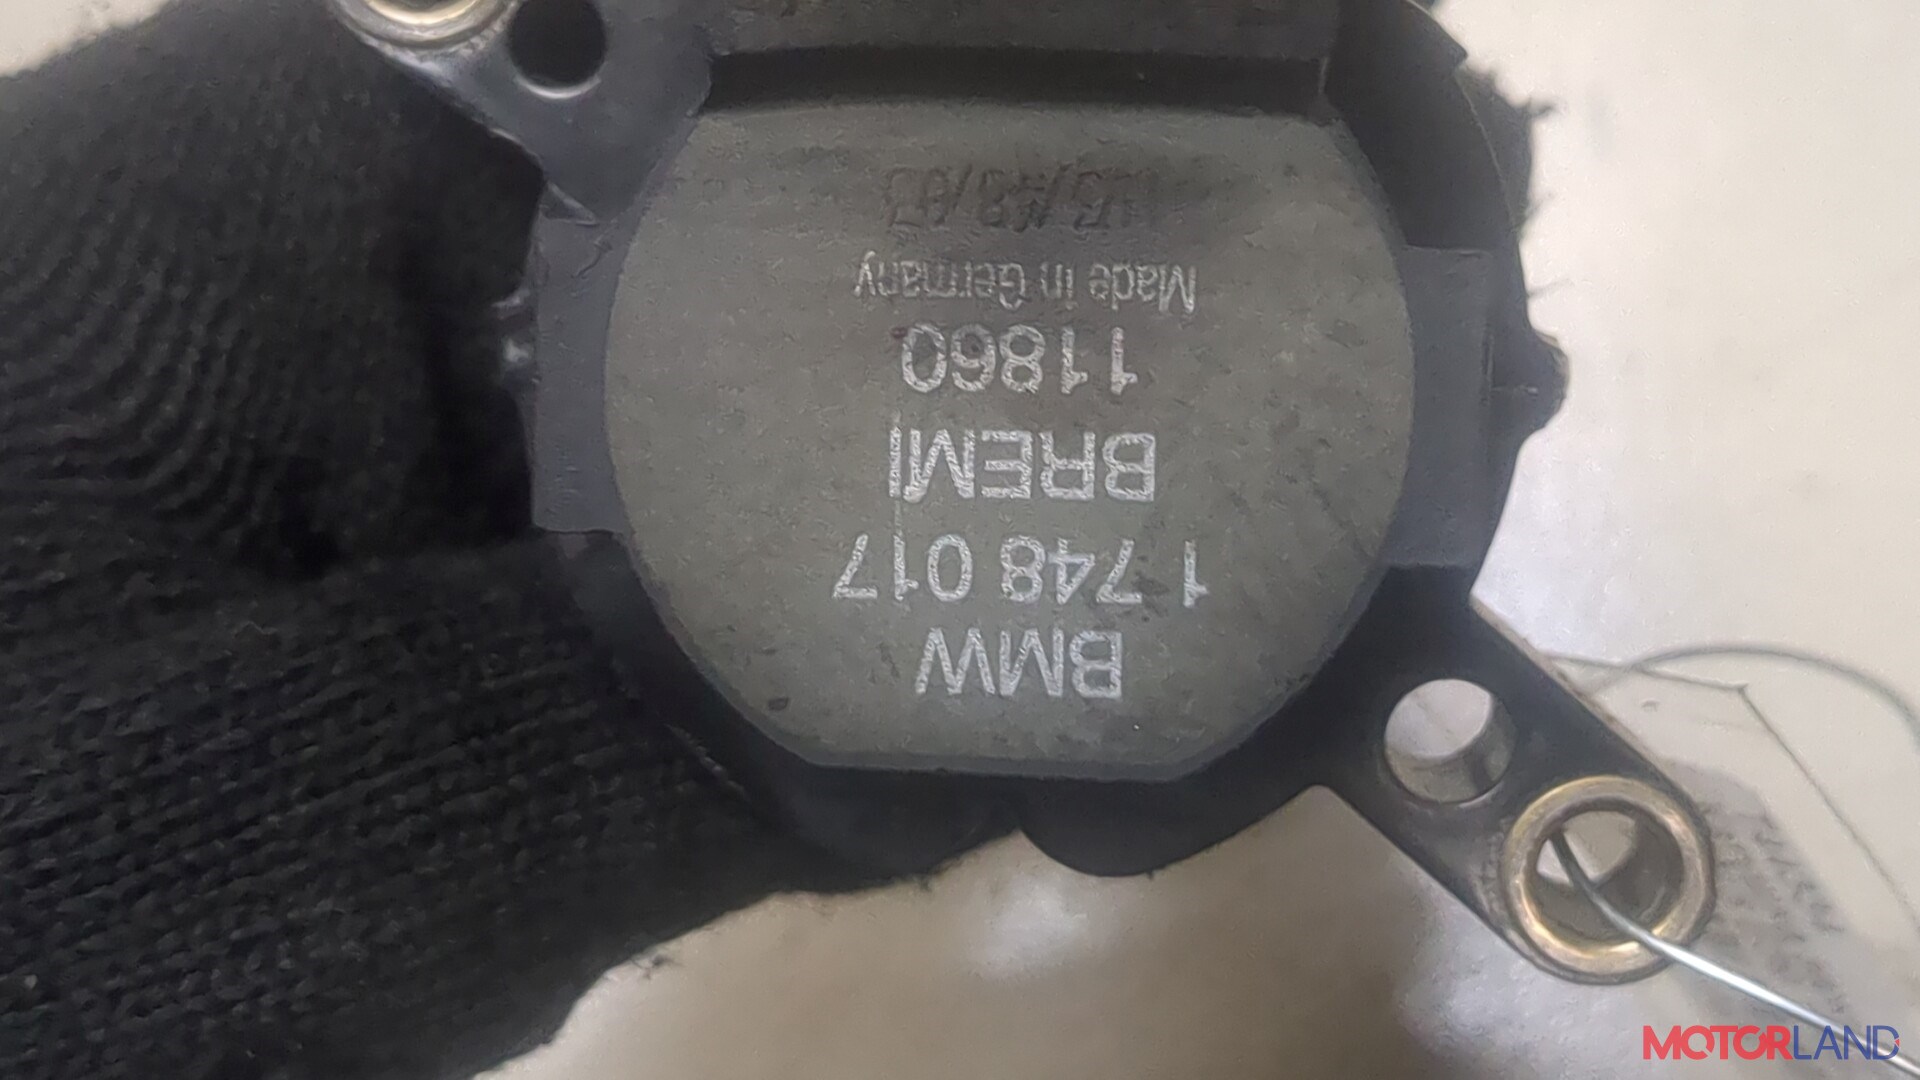 BMW
1 748 017
BREMI
11860
Made in Germany
MOTORLAND